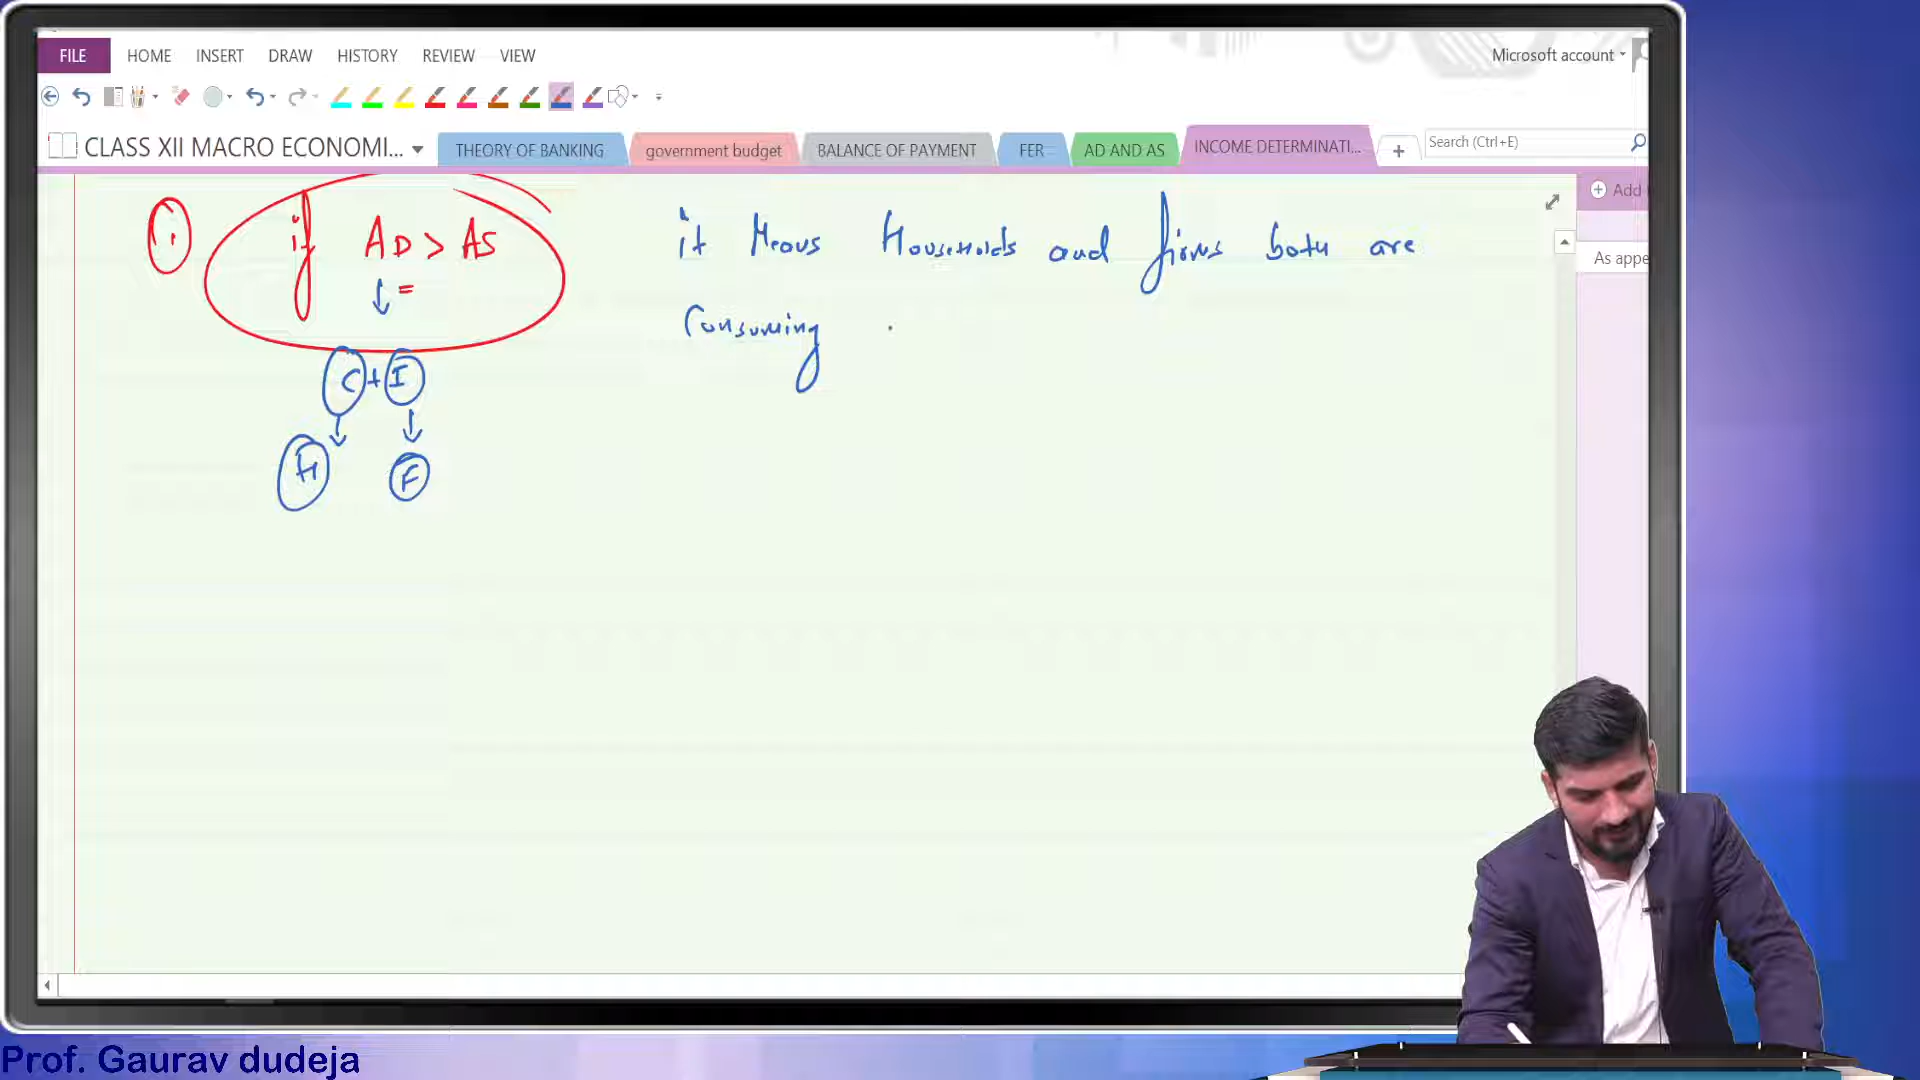 FILE HOME INSERT DRAW HISTORY REVIEW VIEW Microsoft account
CLASS XII MACRO ECONOMI... THEORY OF BANKING government budget BALANCE OF PAYMENT FER AD AND AS INCOME DETERMINATI... + Search (Ctrl+E)
Add
As appe
1. if AD > AS
=
C + I
H F
it Means Households and firms both are
Consuming
Prof. Gaurav dudeja